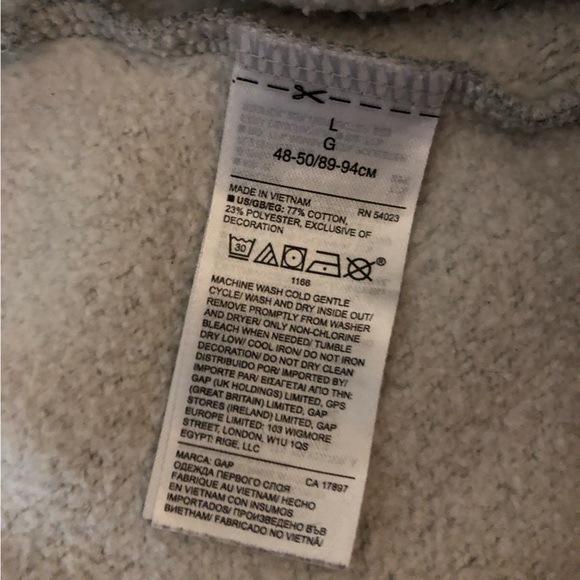 L
G
48-50/89-94CM
MADE IN VIETNAM RN 54023
■ US/GB/EG: 77% COTTON,
23% POLYESTER, EXCLUSIVE OF
DECORATION
30
®
1168
MACHINE WASH COLD GENTLE
CYCLE/ WASH AND DRY INSIDE OUT/
REMOVE PROMPTLY FROM WASHER
AND DRYER/ ONLY NON-CHLORINE
BLEACH WHEN NEEDED/ TUMBLE
DRY LOW/ COOL IRON/ DO NOT IRON
DECORATION/ DO NOT DRY CLEAN
DISTRIBUIDO POR/ IMPORTED BY/
IMPORTE PAR/ ΕΙΣΑΓΕΤΑΙ ΑΠΟ ΤΗΝ:
GAP (UK HOLDINGS) LIMITED, GPS
(GREAT BRITAIN) LIMITED, GAP
STORES (IRELAND) LIMITED, GAP
EUROPE LIMITED: 103 WIGMORE
STREET, LONDON, W1U 1QS
EGYPT: RIGE, LLC
MARCA: GAP CA 17897
ОДЕЖДА ПЕРВОГО СЛОЯ
FABRIQUE AU VIETNAM/ HECHO
EN VIETNAM CON INSUMOS
IMPORTADOS/ ПРОИЗВЕДЕНО ВЪВ
ВИЕТНАМ/ FABRICADO NO VIETNÃ/